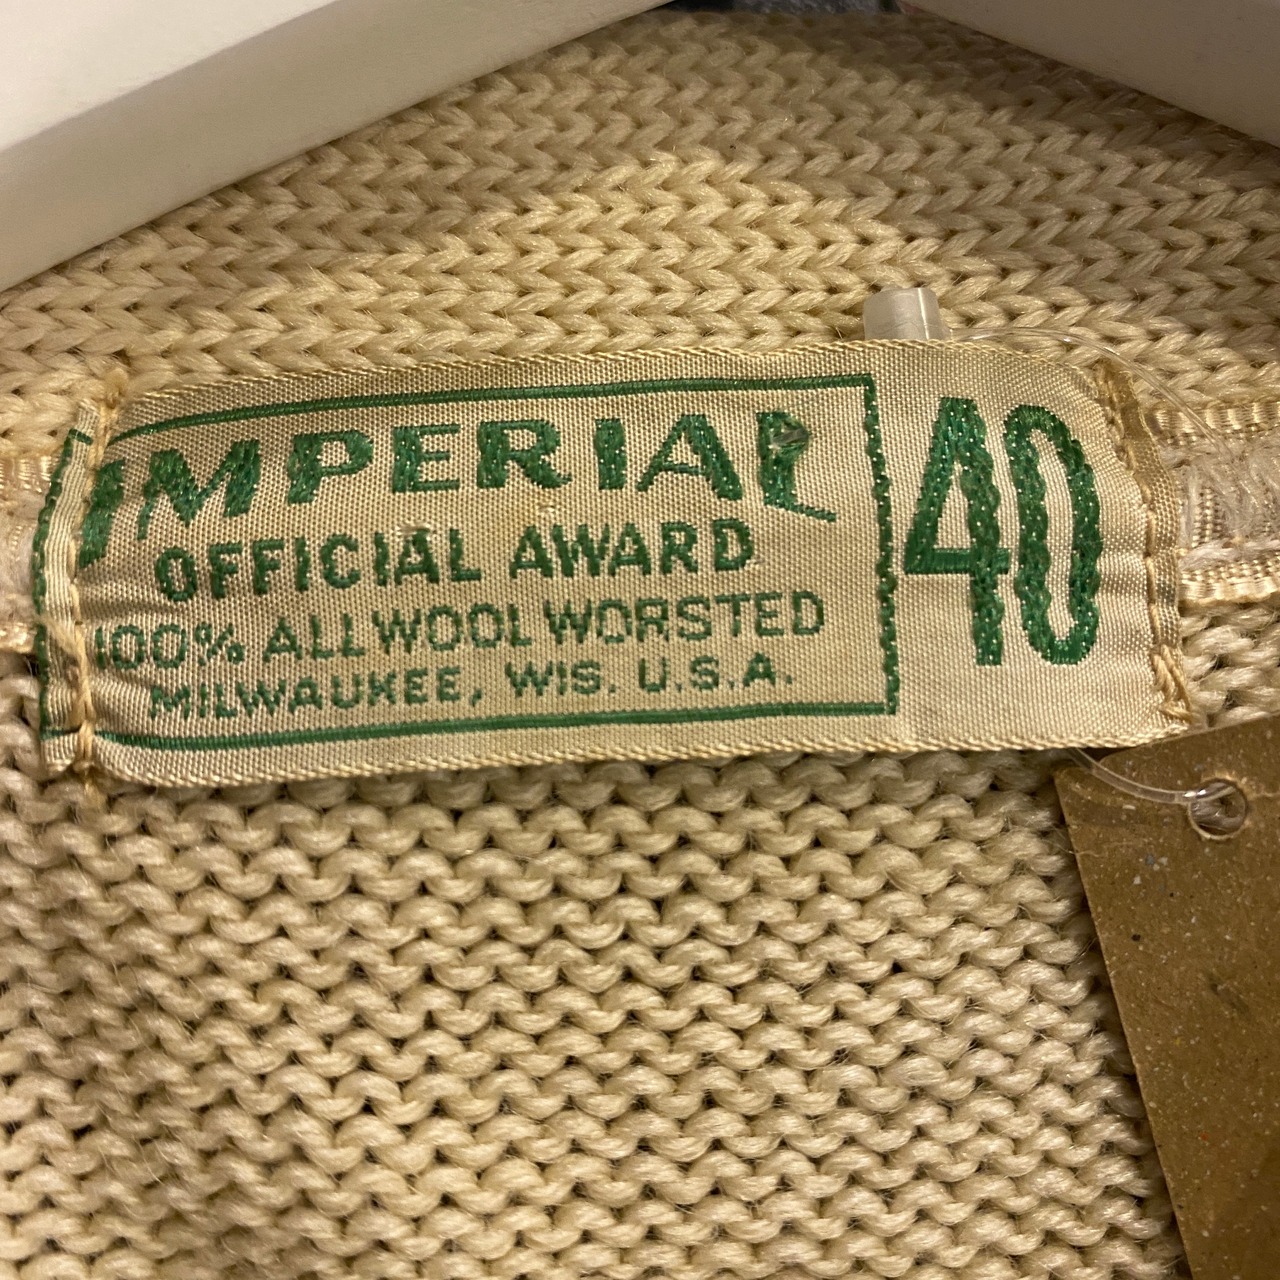 IMPERIAL
OFFICIAL AWARD
100% ALL WOOL WORSTED
MILWAUKEE, WIS. U.S.A.
40